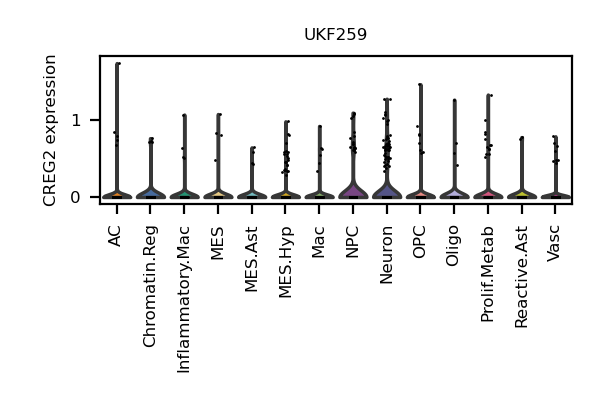 UKF259
CREG2 expression
1
0
AC
Chromatin.Reg
Inflammatory.Mac
MES
MES.Ast
MES.Hyp
Mac
NPC
Neuron
OPC
Oligo
Prolif.Metab
Reactive.Ast
Vasc